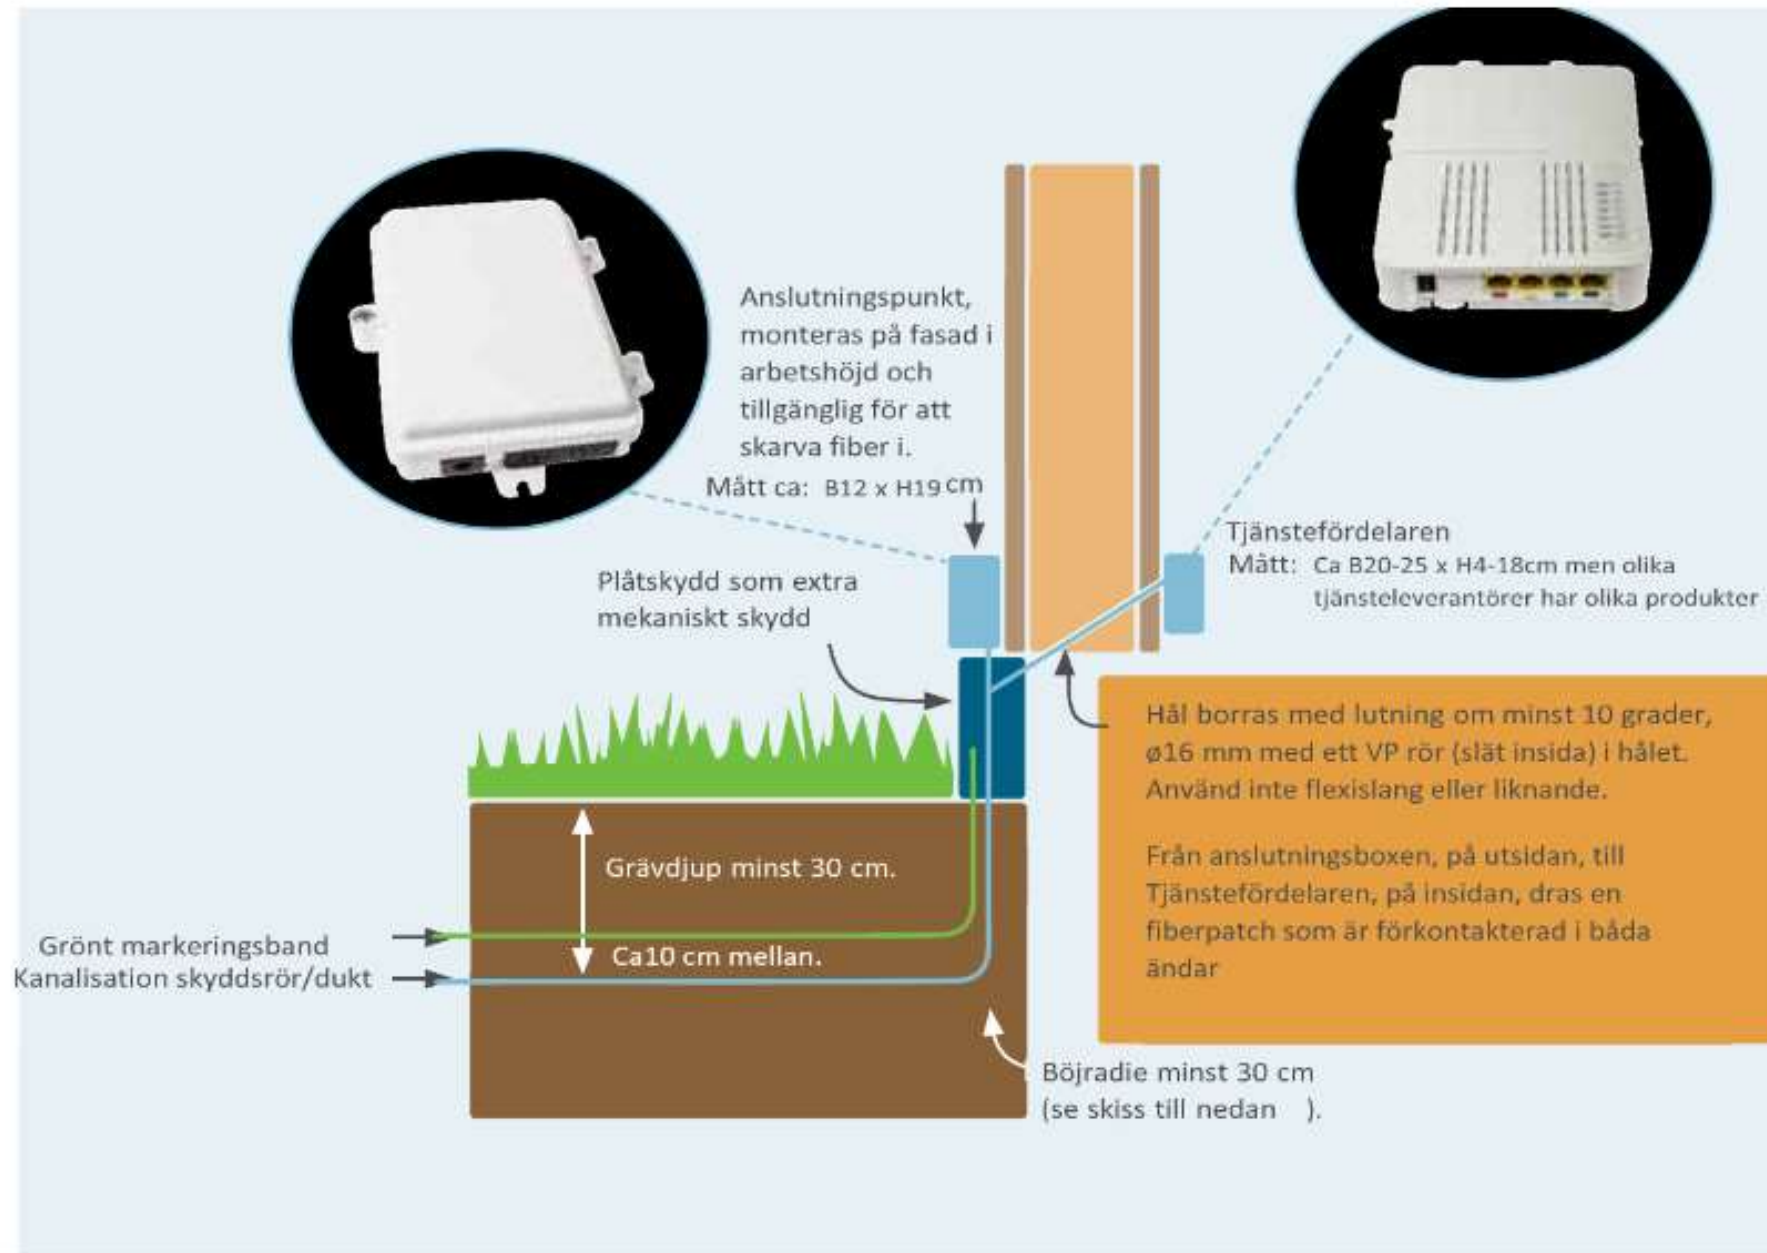 Anslutningspunkt,
monteras på fasad i
arbetshöjd och
tillgänglig för att
skarva fiber i.
Mått ca: B12 x H19 cm
Tjänstefördelaren
Mått: Ca B20-25 x H4-18cm men olika
tjänsteleverantörer har olika produkter
Plåtskydd som extra
mekaniskt skydd
Hål borras med lutning om minst 10 grader,
ø16 mm med ett VP rör (slät insida) i hålet.
Använd inte flexislang eller liknande.
Från anslutningsboxen, på utsidan, till
Tjänstefördelaren, på insidan, dras en
fiberpatch som är förkontakterad i båda
ändar
Grävdjup minst 30 cm.
Grönt markeringsband
Ca10 cm mellan.
Kanalisation skyddsrör/dukt
Böjradie minst 30 cm
(se skiss till nedan ).